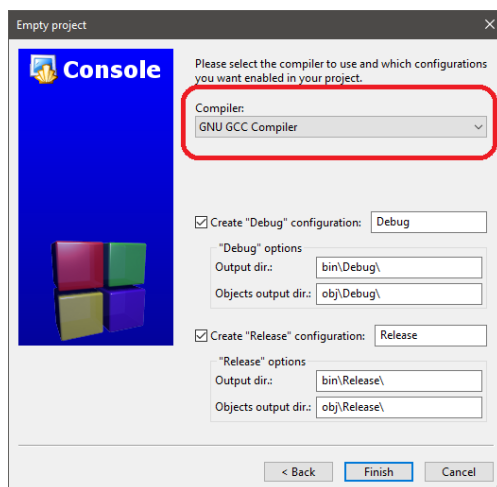 Empty project
Console
Please select the compiler to use and which configurations
you want enabled in your project.
Compiler:
GNU GCC Compiler
Create "Debug" configuration: Debug
"Debug" options
Output dir.: bin\Debug\
Objects output dir.: obj\Debug\
Create "Release" configuration: Release
"Release" options
Output dir.: bin\Release\
Objects output dir.: obj\Release\
< Back Finish Cancel